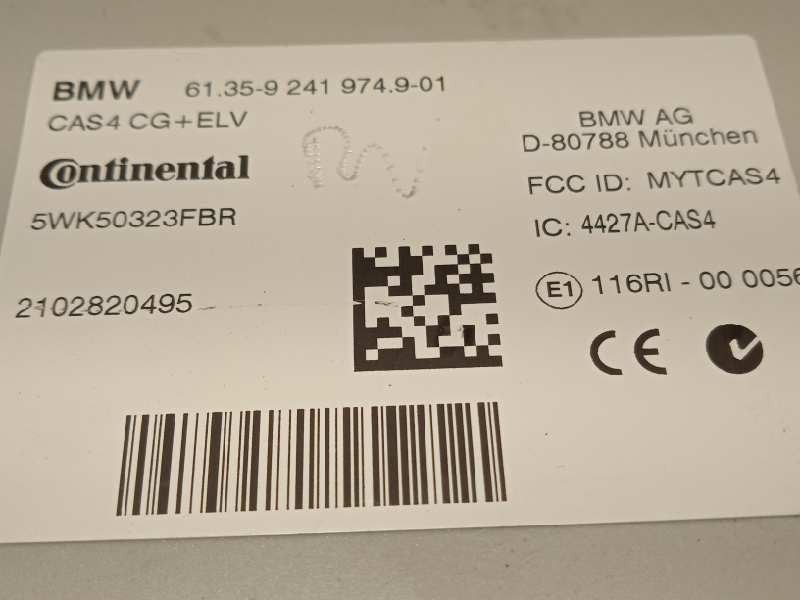 BMW 61.35-9 241 974.9-01
CAS4 CG+ELV
Continental
5WK50323FBR
2102820495
BMW AG
D-80788 München
FCC ID: MYTCAS4
IC: 4427A-CAS4
E1 116RI - 00 0056
CE